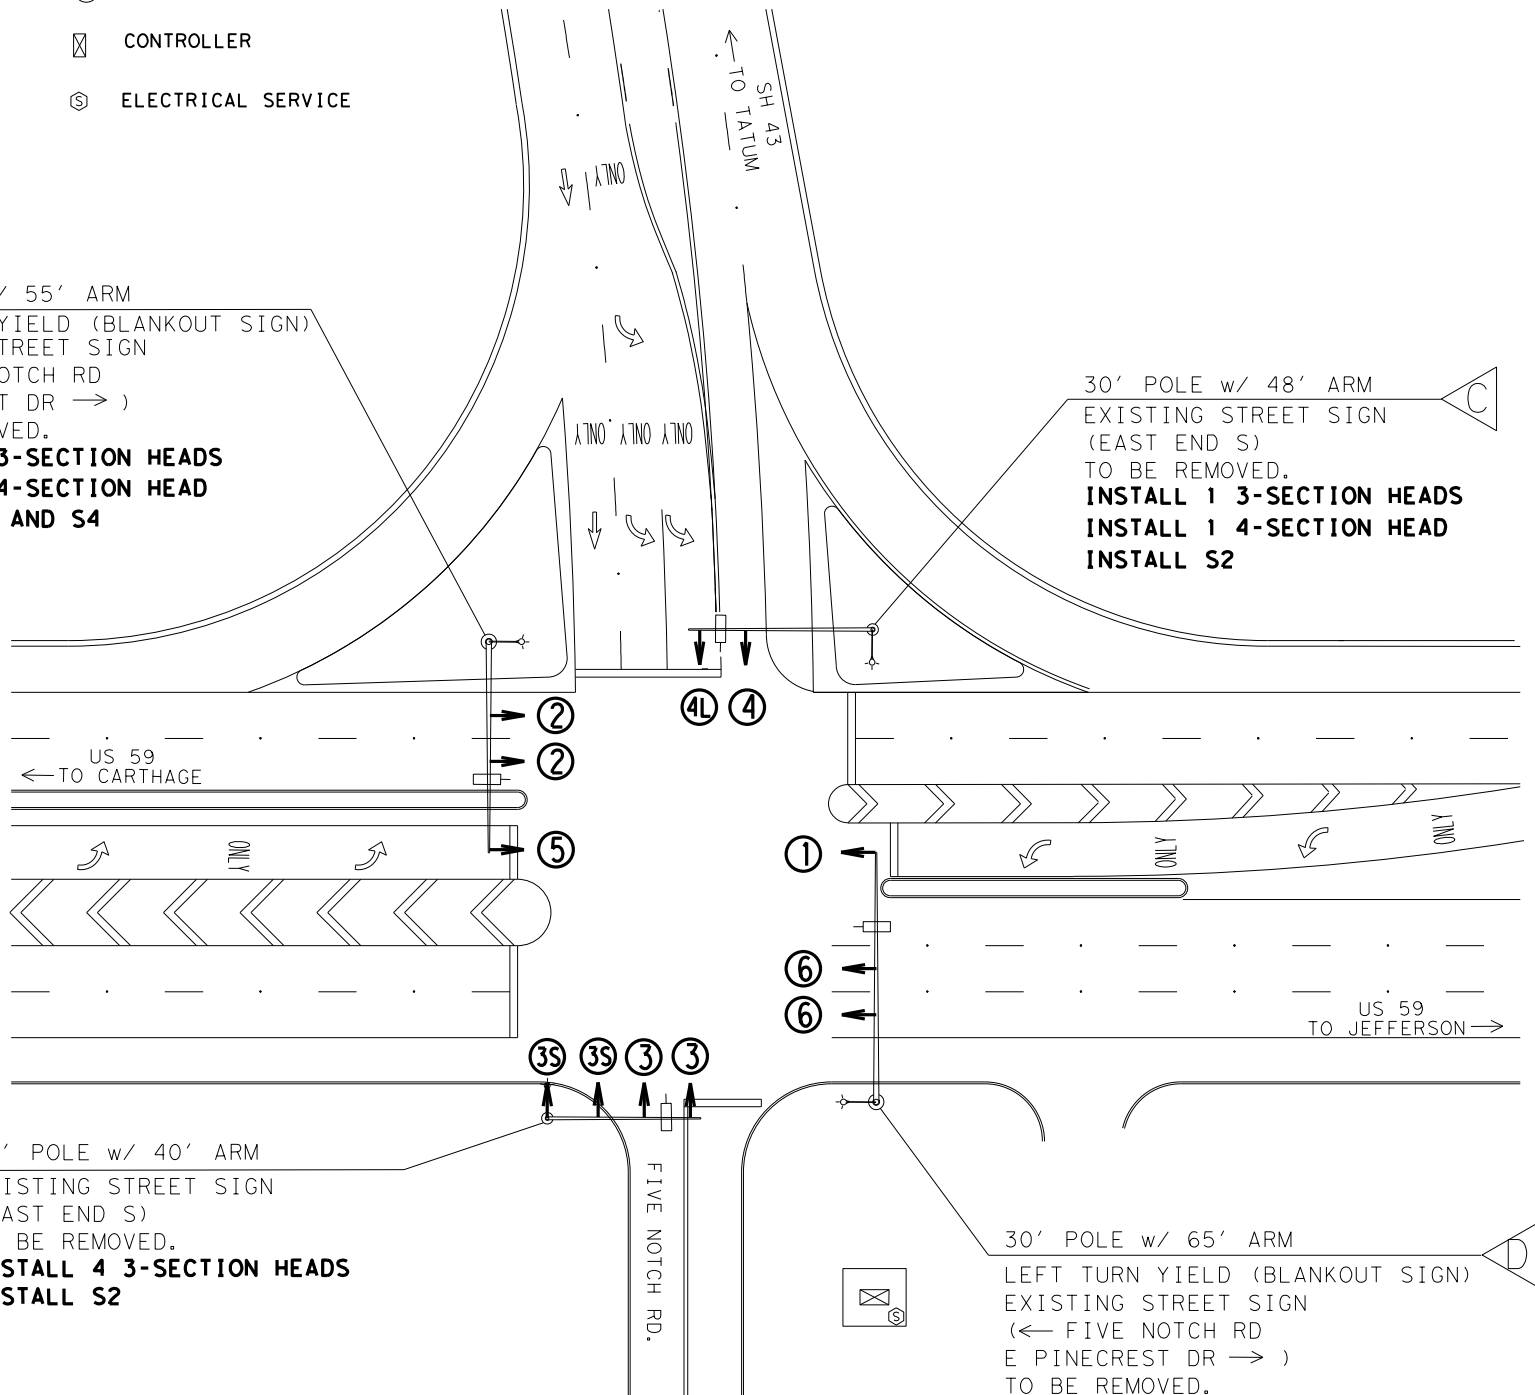 CONTROLLER
S ELECTRICAL SERVICE
← TO TATUM
SH 43
ONLY
/ 55' ARM
YIELD (BLANKOUT SIGN)
TREET SIGN
OTCH RD
T DR → )
VED.
3-SECTION HEADS
4-SECTION HEAD
AND S4
ONLY ONLY ONLY
30' POLE w/ 48' ARM
C
EXISTING STREET SIGN
(EAST END S)
TO BE REMOVED.
INSTALL 1 3-SECTION HEADS
INSTALL 1 4-SECTION HEAD
INSTALL S2
4L 4
2
2
US 59
← TO CARTHAGE
5
ONLY
1
ONLY
ONLY
6
6
US 59
TO JEFFERSON →
3S 3S 3 3
' POLE w/ 40' ARM
ISTING STREET SIGN
AST END S)
BE REMOVED.
STALL 4 3-SECTION HEADS
STALL S2
FIVE NOTCH RD.
S
30' POLE w/ 65' ARM
D
LEFT TURN YIELD (BLANKOUT SIGN)
EXISTING STREET SIGN
(← FIVE NOTCH RD
E PINECREST DR → )
TO BE REMOVED.